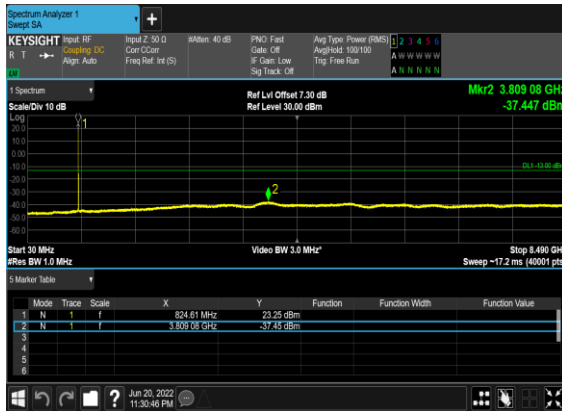 Spectrum Analyzer 1
Swept SA
+
KEYSIGHT Input: RF Input Z: 50 Ω #Atten: 40 dB PNO: Fast Avg Type: Power (RMS) 1 2 3 4 5 6
R T Coupling: DC Corr CCorr Gate: Off Avg|Hold: 100/100 A W W W W W
Align: Auto Freq Ref: Int (S) IF Gain: Low Trig: Free Run
LXI Sig Track: Off A N N N N N
1 Spectrum Ref Lvl Offset 7.30 dB Mkr2 3.809 08 GHz
Scale/Div 10 dB Ref Level 30.00 dBm -37.447 dBm
Log
1
20.0
10.0
0.00
-10.0
DL1 -13.00 dBm
-20.0
-30.0
2
-40.0
-50.0
-60.0
Start 30 MHz Video BW 3.0 MHz* Stop 8.490 GHz
#Res BW 1.0 MHz Sweep ~17.2 ms (40001 pts)
5 Marker Table
Mode Trace Scale X Y Function Function Width Function Value
1 N 1 f 824.61 MHz 23.25 dBm
2 N 1 f 3.809 08 GHz -37.45 dBm
3
4
5
6
? Jun 20, 2022
11:30:46 PM